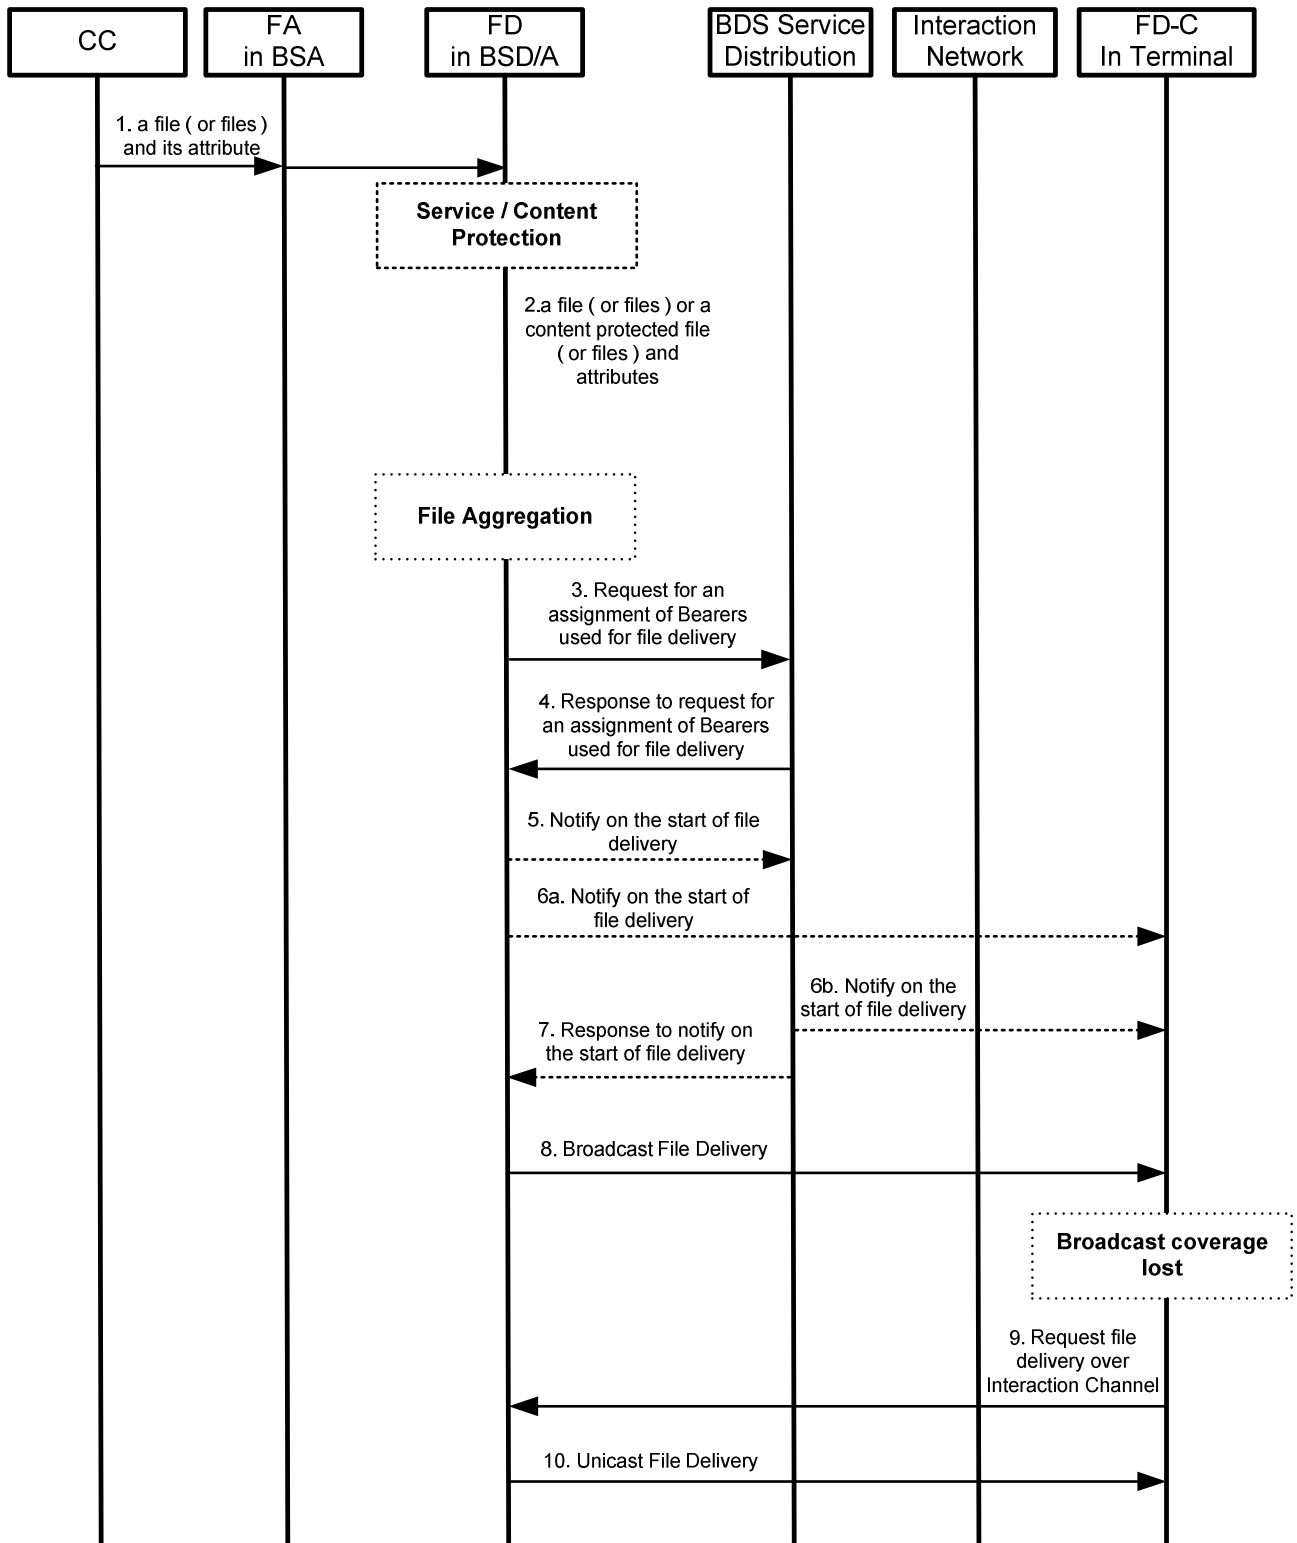 CC
FA
in BSA
FD
in BSD/A
BDS Service
Distribution
Interaction
Network
FD-C
In Terminal
1. a file ( or files )
and its attribute
Service / Content
Protection
2.a file ( or files ) or a
content protected file
( or files ) and
attributes
File Aggregation
3. Request for an
assignment of Bearers
used for file delivery
4. Response to request for
an assignment of Bearers
used for file delivery
5. Notify on the start of file
delivery
6a. Notify on the start of
file delivery
6b. Notify on the
start of file delivery
7. Response to notify on
the start of file delivery
8. Broadcast File Delivery
Broadcast coverage
lost
9. Request file
delivery over
Interaction Channel
10. Unicast File Delivery